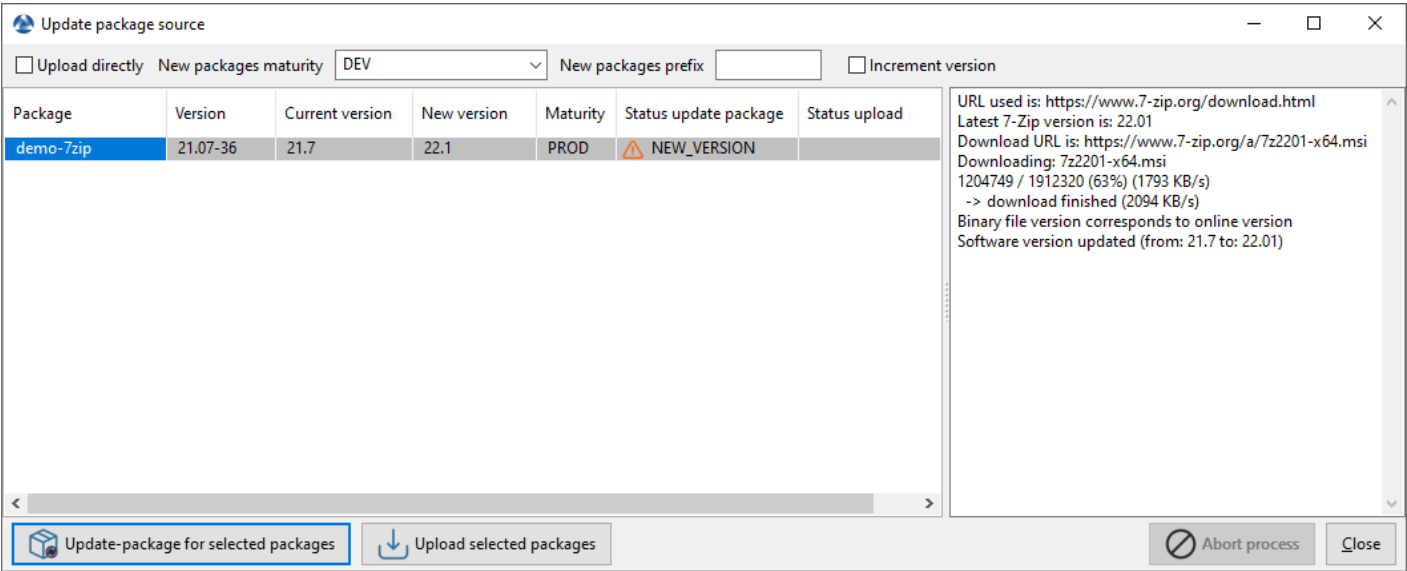 Update package source
Upload directly New packages maturity DEV New packages prefix Increment version
Package Version Current version New version Maturity Status update package Status upload
demo-7zip 21.07-36 21.7 22.1 PROD NEW_VERSION
URL used is: https://www.7-zip.org/download.html
Latest 7-Zip version is: 22.01
Download URL is: https://www.7-zip.org/a/7z2201-x64.msi
Downloading: 7z2201-x64.msi
1204749 / 1912320 (63%) (1793 KB/s)
-> download finished (2094 KB/s)
Binary file version corresponds to online version
Software version updated (from: 21.7 to: 22.01)
Update-package for selected packages Upload selected packages Abort process Close